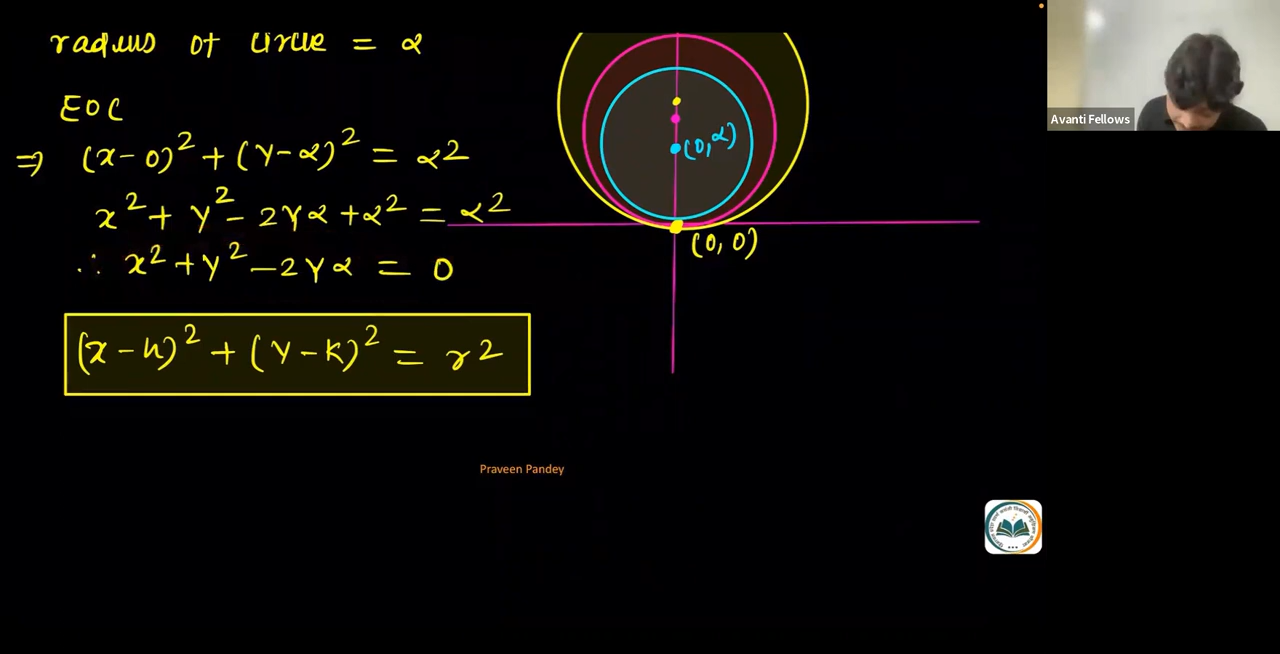 radius of circle = α
EOC
⇒ (x-0)² + (y-α)² = α²
x² + y² - 2yα + α² = α²
∴ x² + y² - 2yα = 0
(x-h)² + (y-k)² = r²
(0,α)
(0,0)
Avanti Fellows
Praveen Pandey